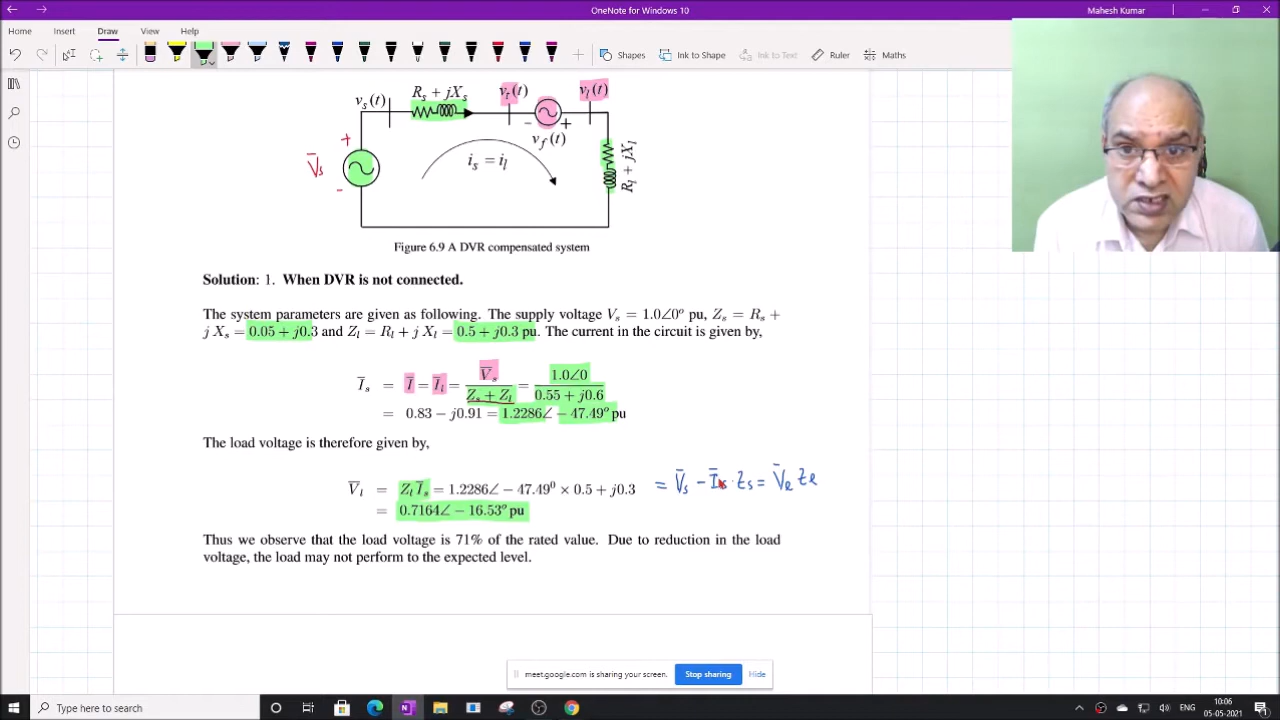 OneNote for Windows 10
Mahesh Kumar
Home Insert Draw View Help
Shapes Ink to Shape Ink to Text Ruler Maths
v_s(t) R_s + jX_s v_t(t) v_l(t)
+ - + v_f(t)
V̄s i_s = i_l R_l + jX_l
-
Figure 6.9 A DVR compensated system
Solution: 1. When DVR is not connected.
The system parameters are given as following. The supply voltage V_s = 1.0∠0° pu, Z_s = R_s +
j X_s = 0.05 + j0.3 and Z_l = R_l + j X_l = 0.5 + j0.3 pu. The current in the circuit is given by,
Ī_s = Ī = Ī_l = V̄_s / (Z_s + Z_l) = 1.0∠0 / (0.55 + j0.6)
= 0.83 − j0.91 = 1.2286∠ − 47.49° pu
The load voltage is therefore given by,
V̄_l = Z_l Ī_s = 1.2286∠ − 47.49⁰ × 0.5 + j0.3 = V̄s - Īs · Zs = V̄l Zl
= 0.7164∠ − 16.53° pu
Thus we observe that the load voltage is 71% of the rated value. Due to reduction in the load
voltage, the load may not perform to the expected level.
meet.google.com is sharing your screen. Stop sharing Hide
Type here to search
ENG 10:06
05-05-2021